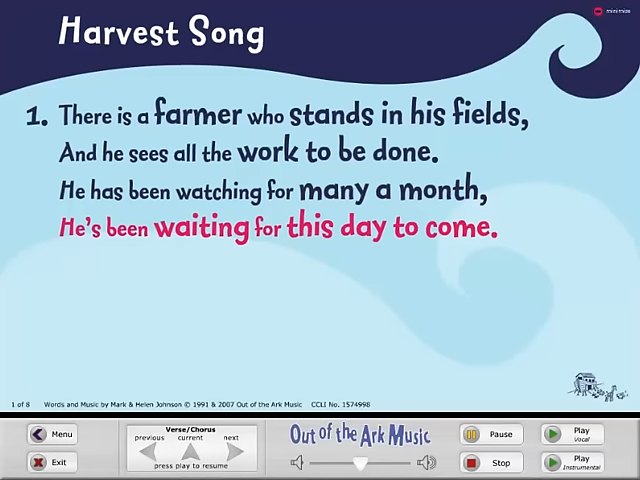 Harvest Song
minimise
1. There is a farmer who stands in his fields,
And he sees all the work to be done.
He has been watching for many a month,
He's been waiting for this day to come.
1 of 8 Words and Music by Mark & Helen Johnson © 1991 & 2007 Out of the Ark Music CCLI No. 1574998
Menu
Exit
Verse/Chorus
previous current next
press play to resume
Out of the Ark Music
Pause
Stop
Play
Vocal
Play
Instrumental